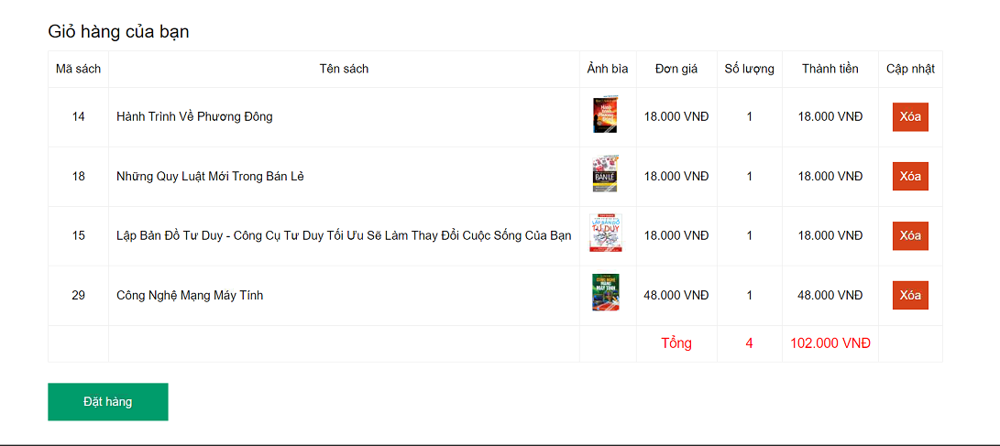 Giỏ hàng của bạn
Mã sách Tên sách Ảnh bìa Đơn giá Số lượng Thành tiền Cập nhật
14 Hành Trình Về Phương Đông 18.000 VNĐ 1 18.000 VNĐ Xóa
18 Những Quy Luật Mới Trong Bán Lẻ BÁN LẺ 18.000 VNĐ 1 18.000 VNĐ Xóa
15 Lập Bản Đồ Tư Duy - Công Cụ Tư Duy Tối Ưu Sẽ Làm Thay Đổi Cuộc Sống Của Bạn LẬP BẢN ĐỒ TƯ DUY 18.000 VNĐ 1 18.000 VNĐ Xóa
29 Công Nghệ Mạng Máy Tính CÔNG NGHỆ MẠNG MÁY TÍNH 48.000 VNĐ 1 48.000 VNĐ Xóa
Tổng 4 102.000 VNĐ
Đặt hàng